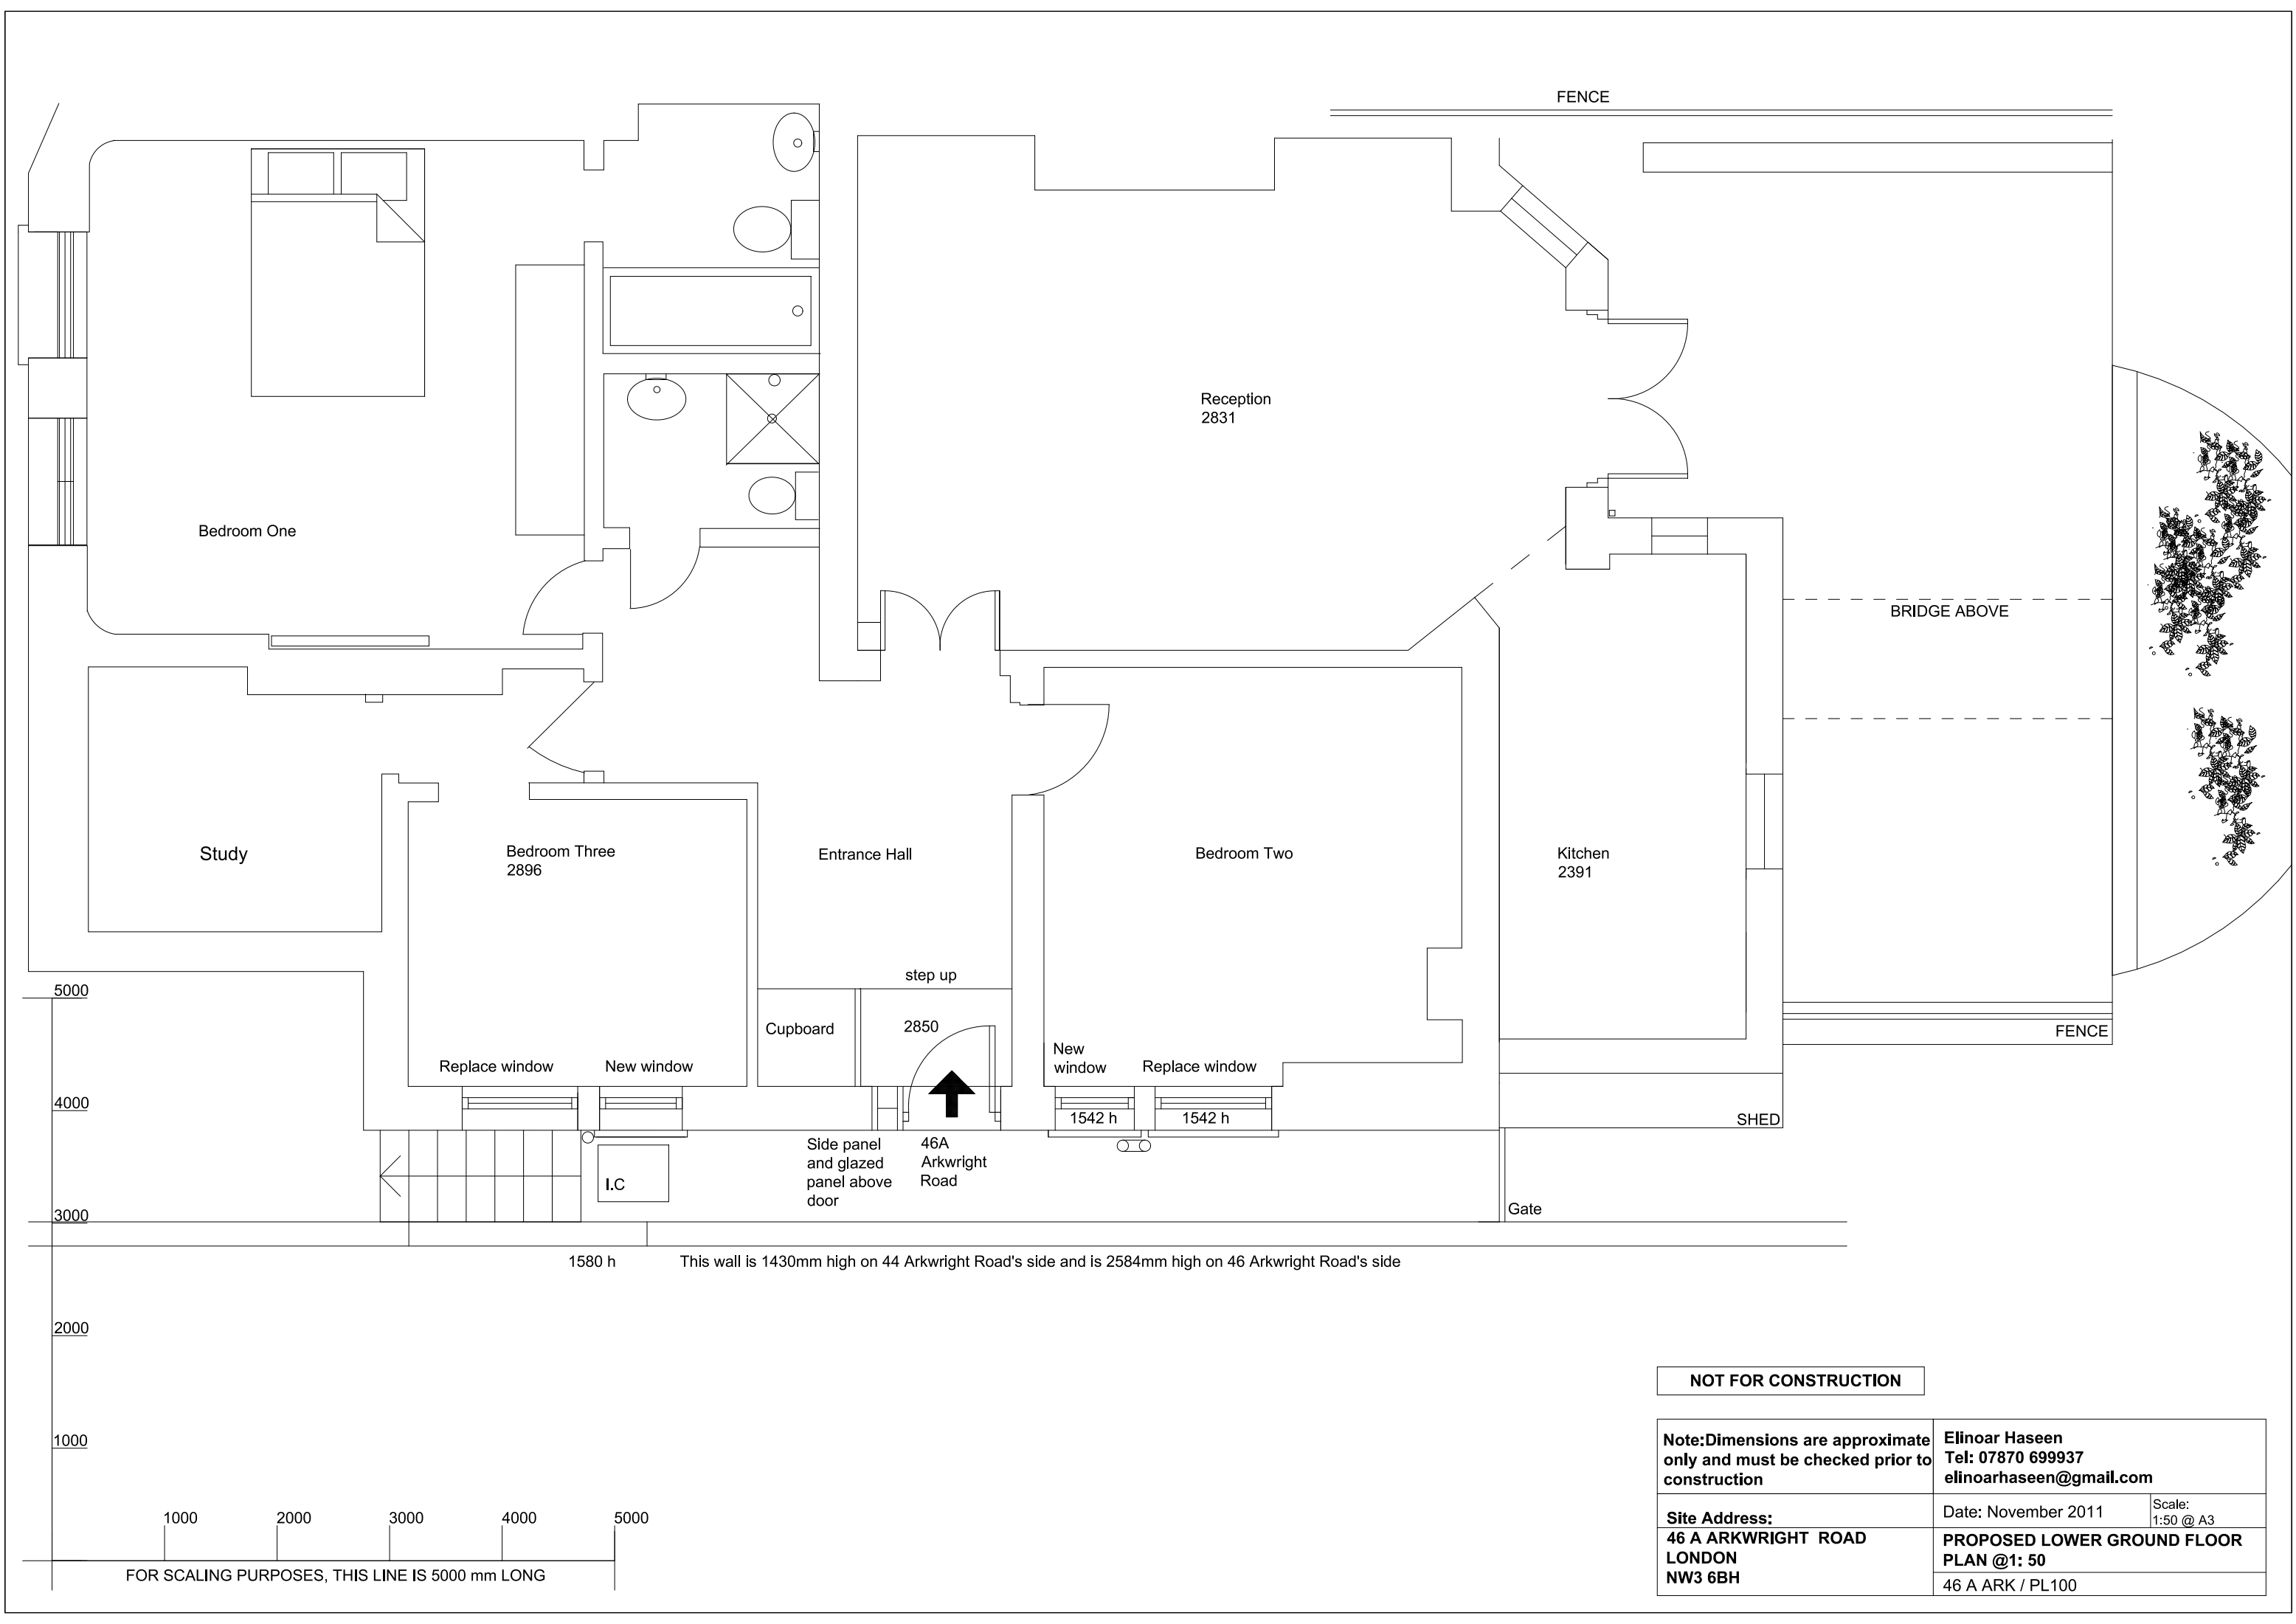 FENCE
Reception
2831
Bedroom One
BRIDGE ABOVE
Study
Bedroom Three
2896
Entrance Hall
Bedroom Two
Kitchen
2391
step up
Cupboard
2850
FENCE
Replace window
New window
New
window
Replace window
1542 h
1542 h
SHED
Side panel
and glazed
panel above
door
46A
Arkwright
Road
I.C
Gate
1580 h
This wall is 1430mm high on 44 Arkwright Road's side and is 2584mm high on 46 Arkwright Road's side
5000
4000
3000
2000
1000
1000
2000
3000
4000
5000
FOR SCALING PURPOSES, THIS LINE IS 5000 mm LONG
NOT FOR CONSTRUCTION
Note:Dimensions are approximate
only and must be checked prior to
construction
Elinoar Haseen
Tel: 07870 699937
elinoarhaseen@gmail.com
Site Address:
46 A ARKWRIGHT ROAD
LONDON
NW3 6BH
Date: November 2011
Scale:
1:50 @ A3
PROPOSED LOWER GROUND FLOOR
PLAN @1: 50
46 A ARK / PL100